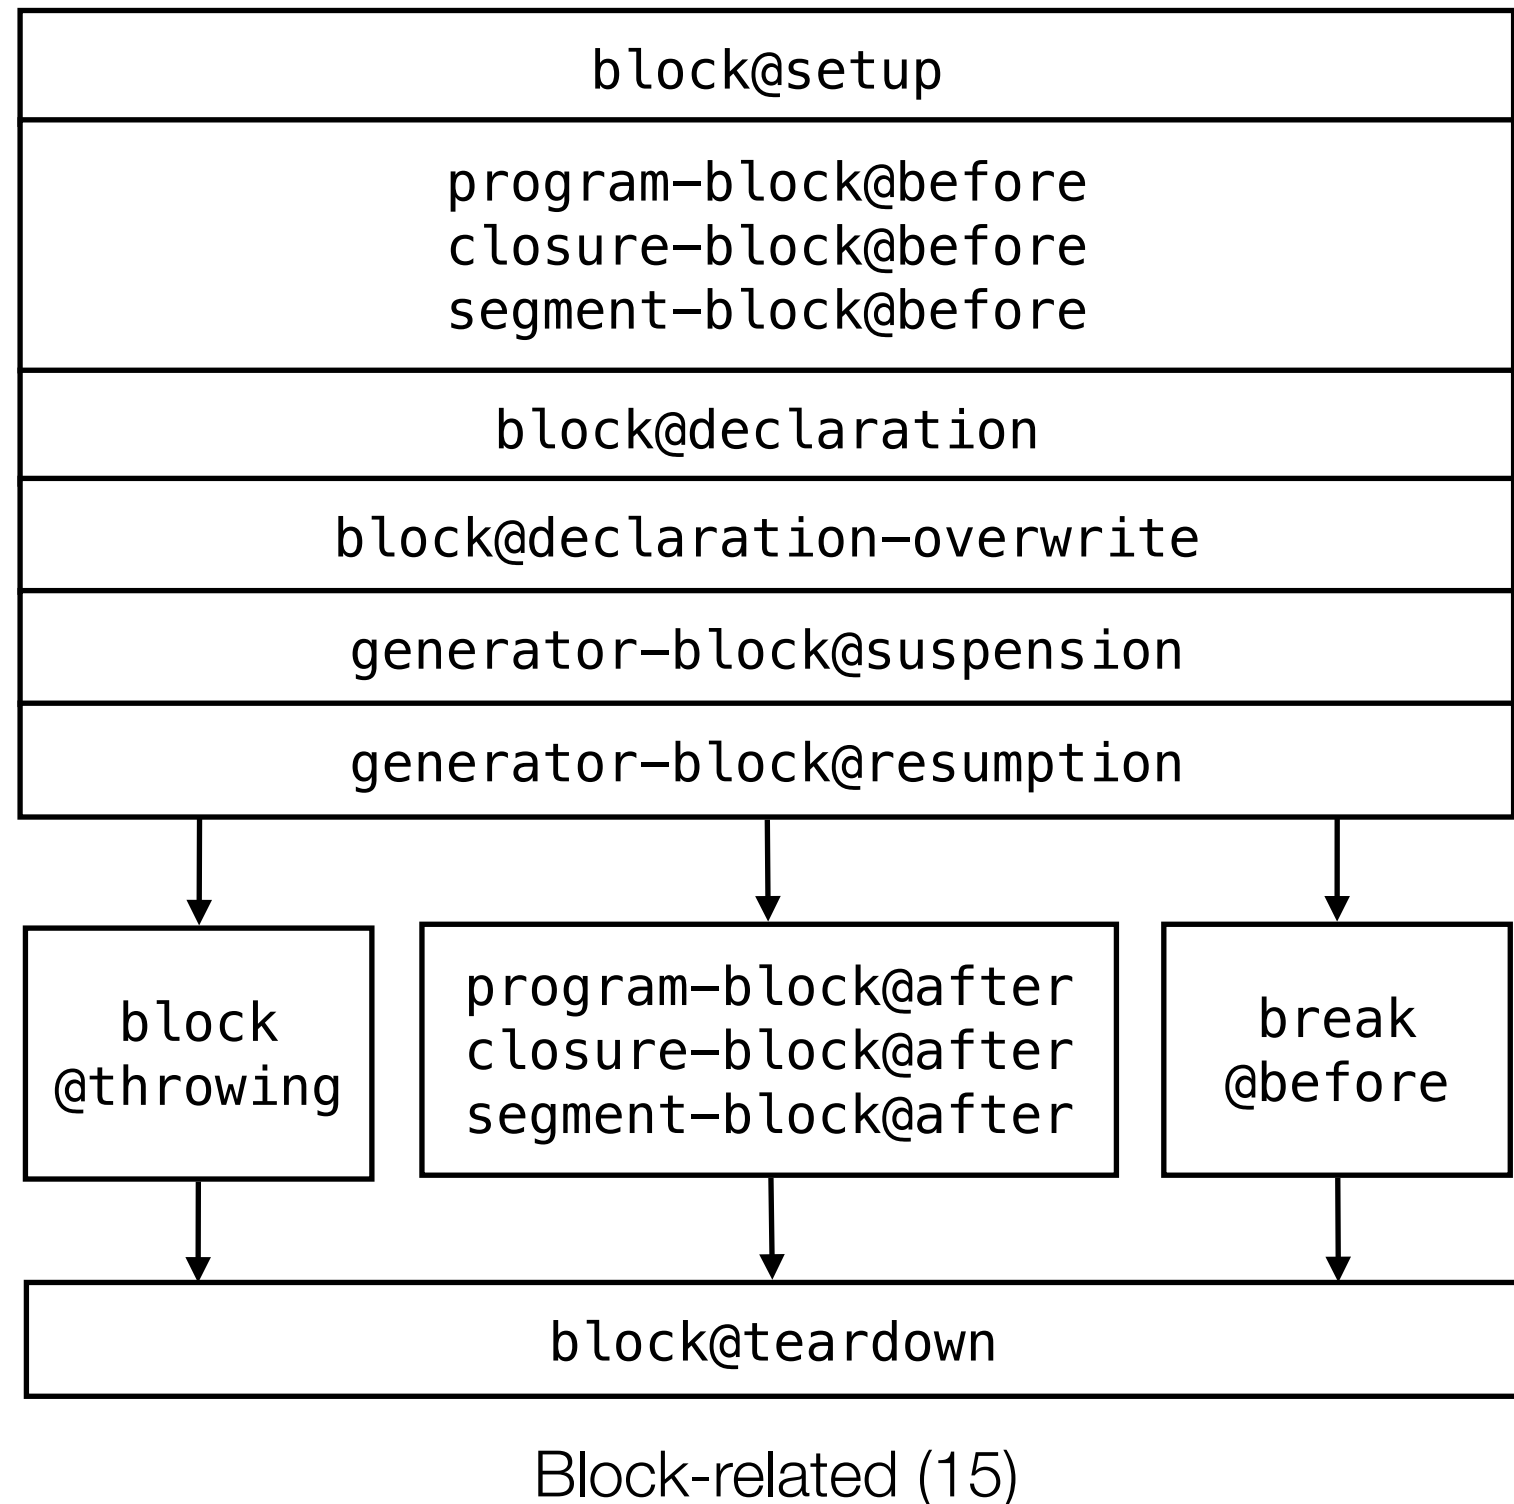 block@setup
program-block@before
closure-block@before
segment-block@before
block@declaration
block@declaration-overwrite
generator-block@suspension
generator-block@resumption
block
@throwing
program-block@after
closure-block@after
segment-block@after
break
@before
block@teardown
Block-related (15)